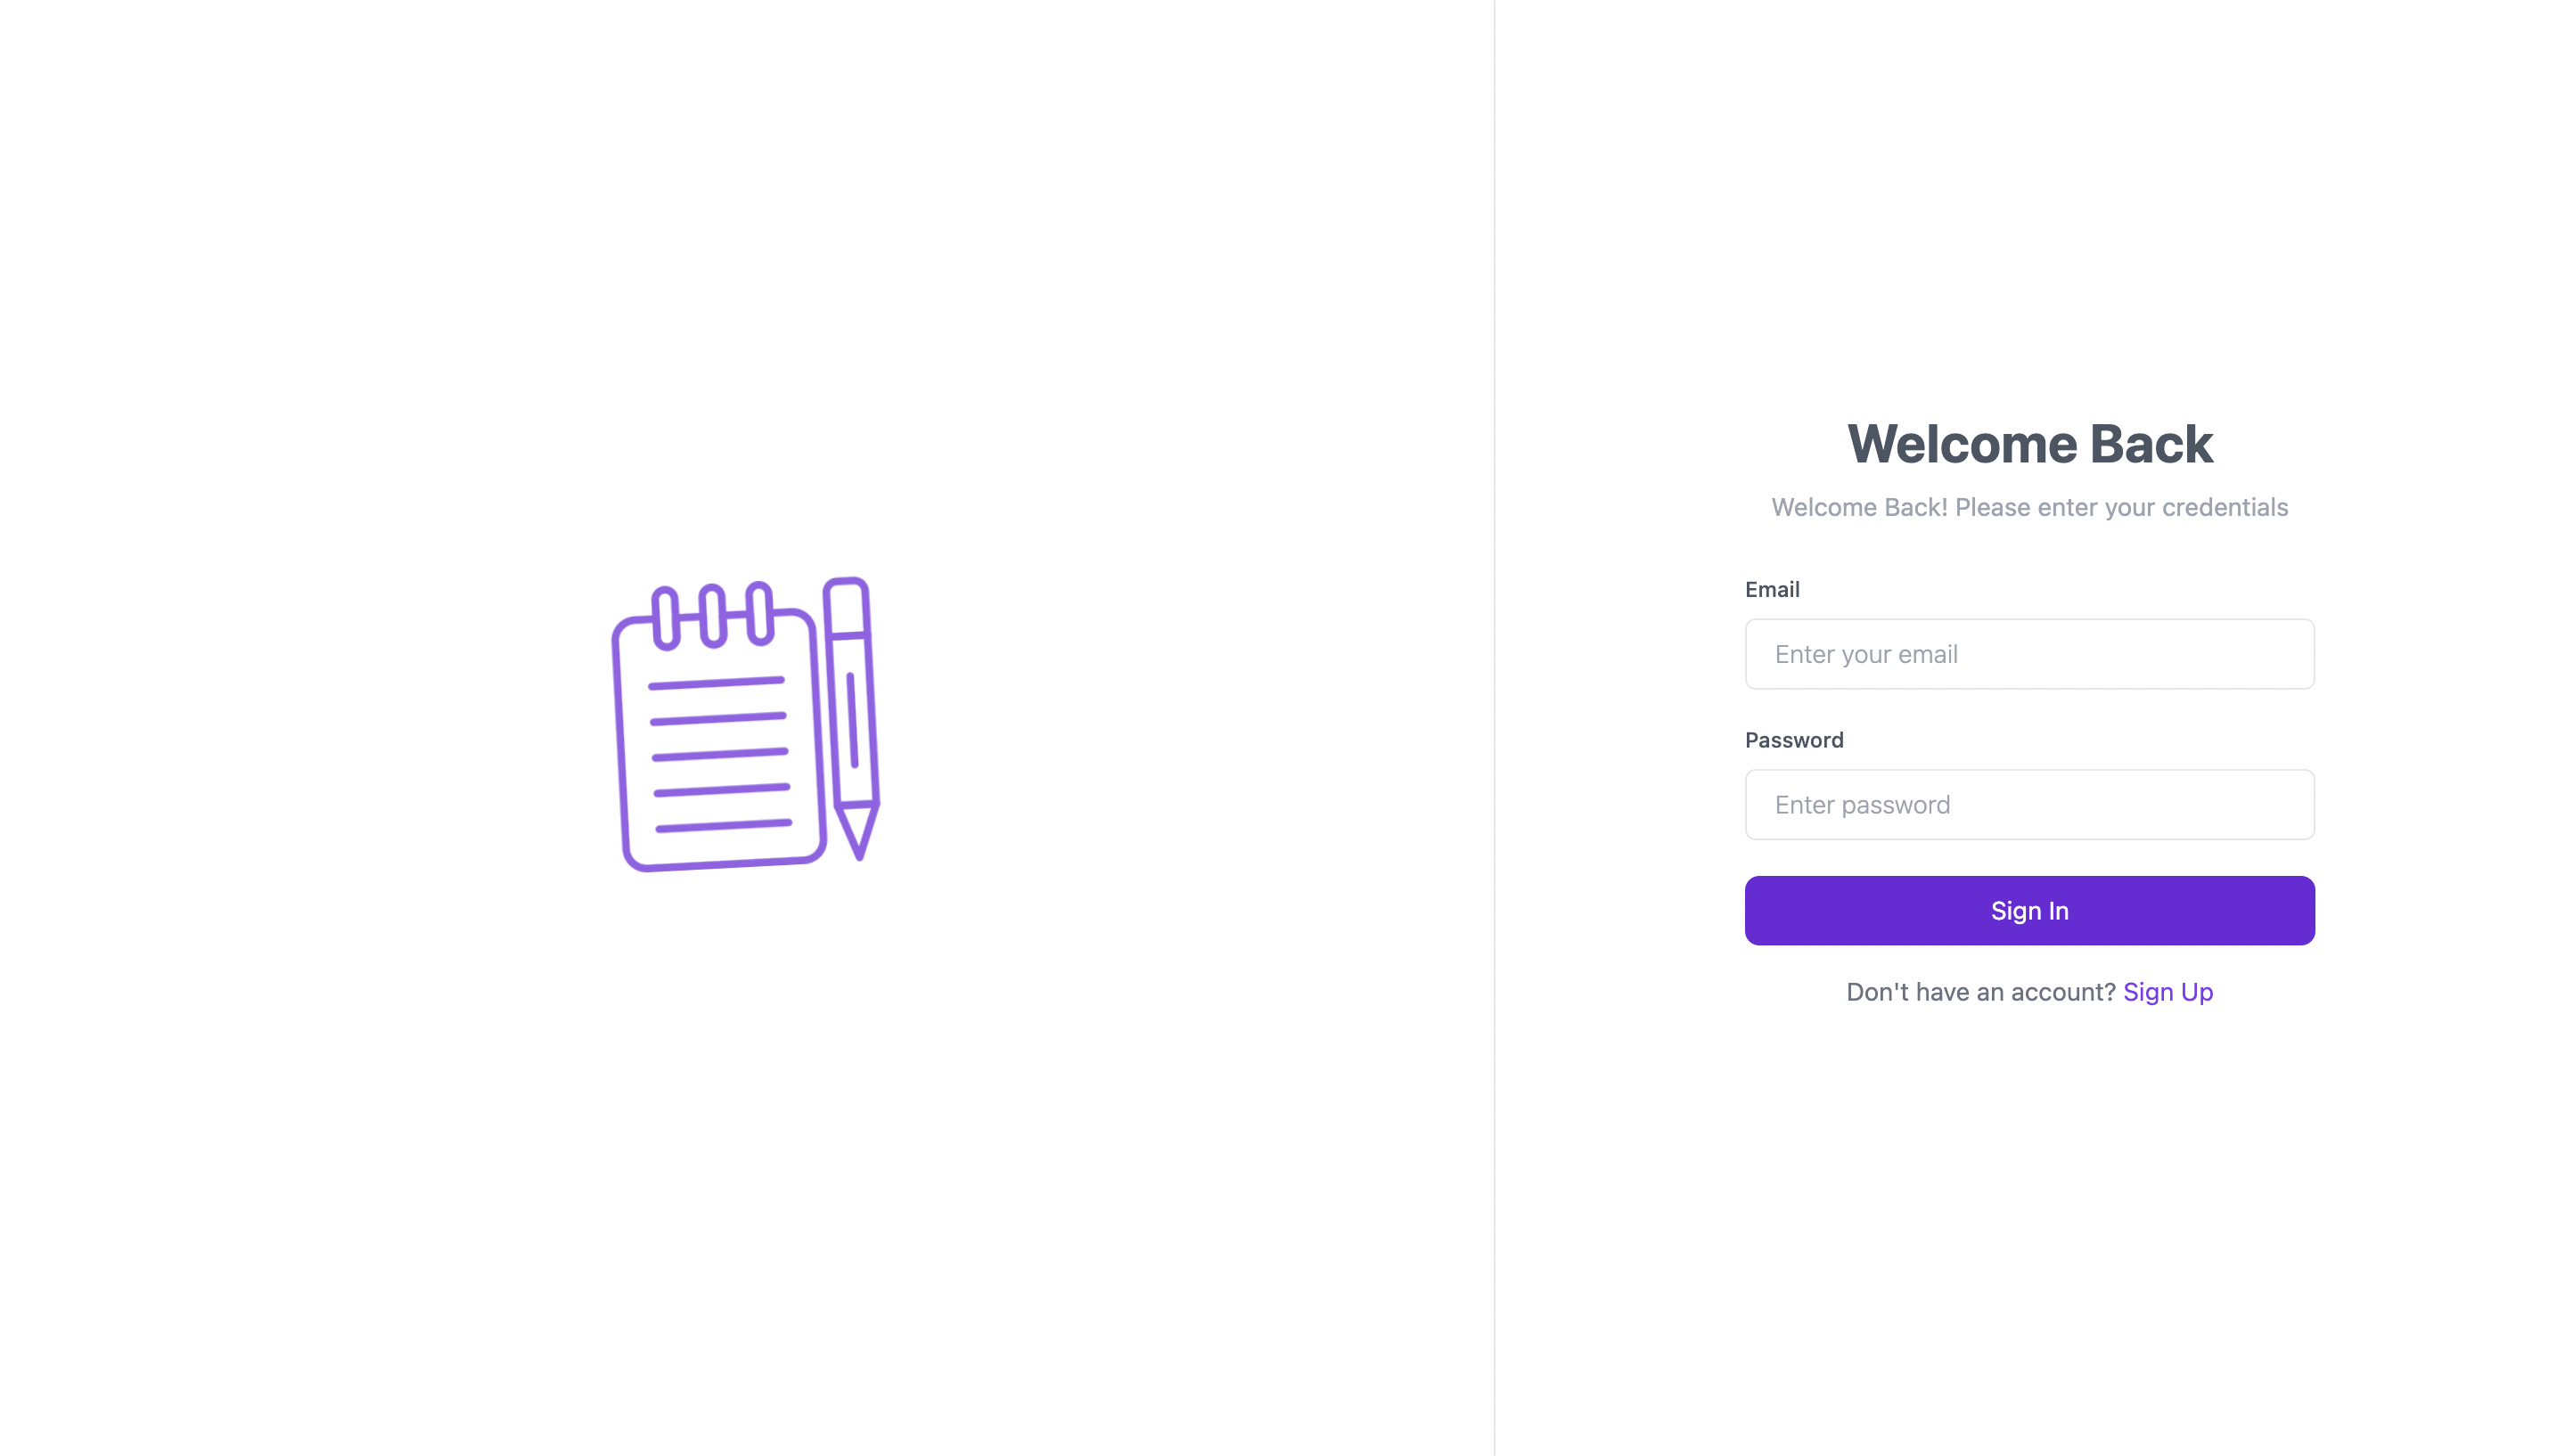 Welcome Back
Welcome Back! Please enter your credentials
Email
Enter your email
Password
Enter password
Sign In
Don't have an account? Sign Up